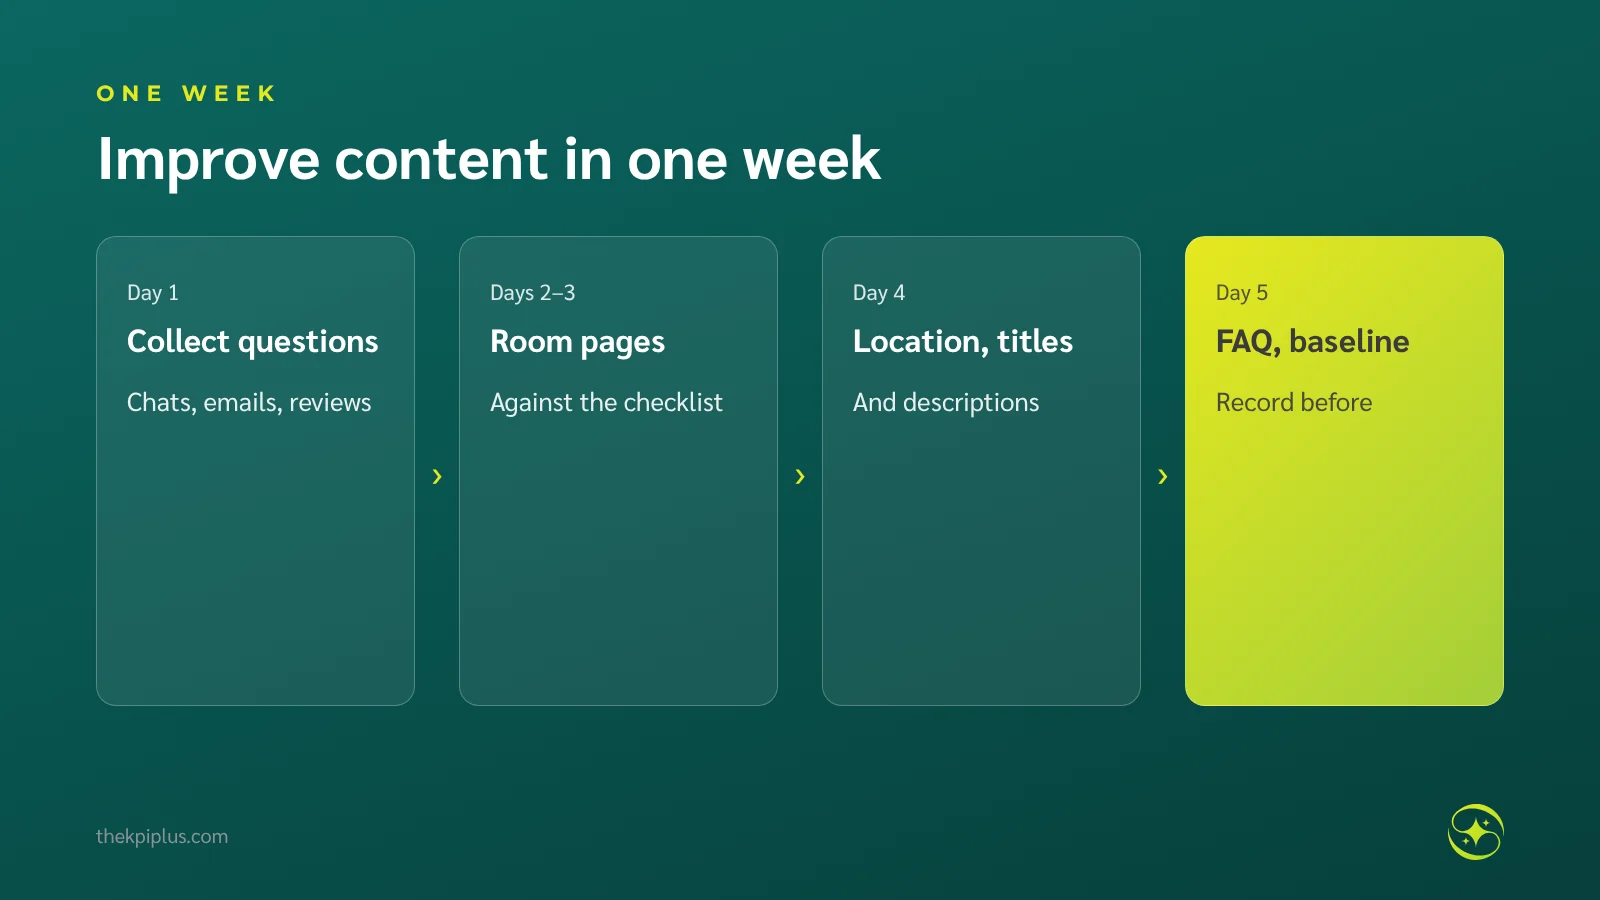 ONE WEEK
Improve content in one week
Day 1
Collect questions
Chats, emails, reviews
›
Days 2–3
Room pages
Against the checklist
›
Day 4
Location, titles
And descriptions
›
Day 5
FAQ, baseline
Record before
thekpiplus.com